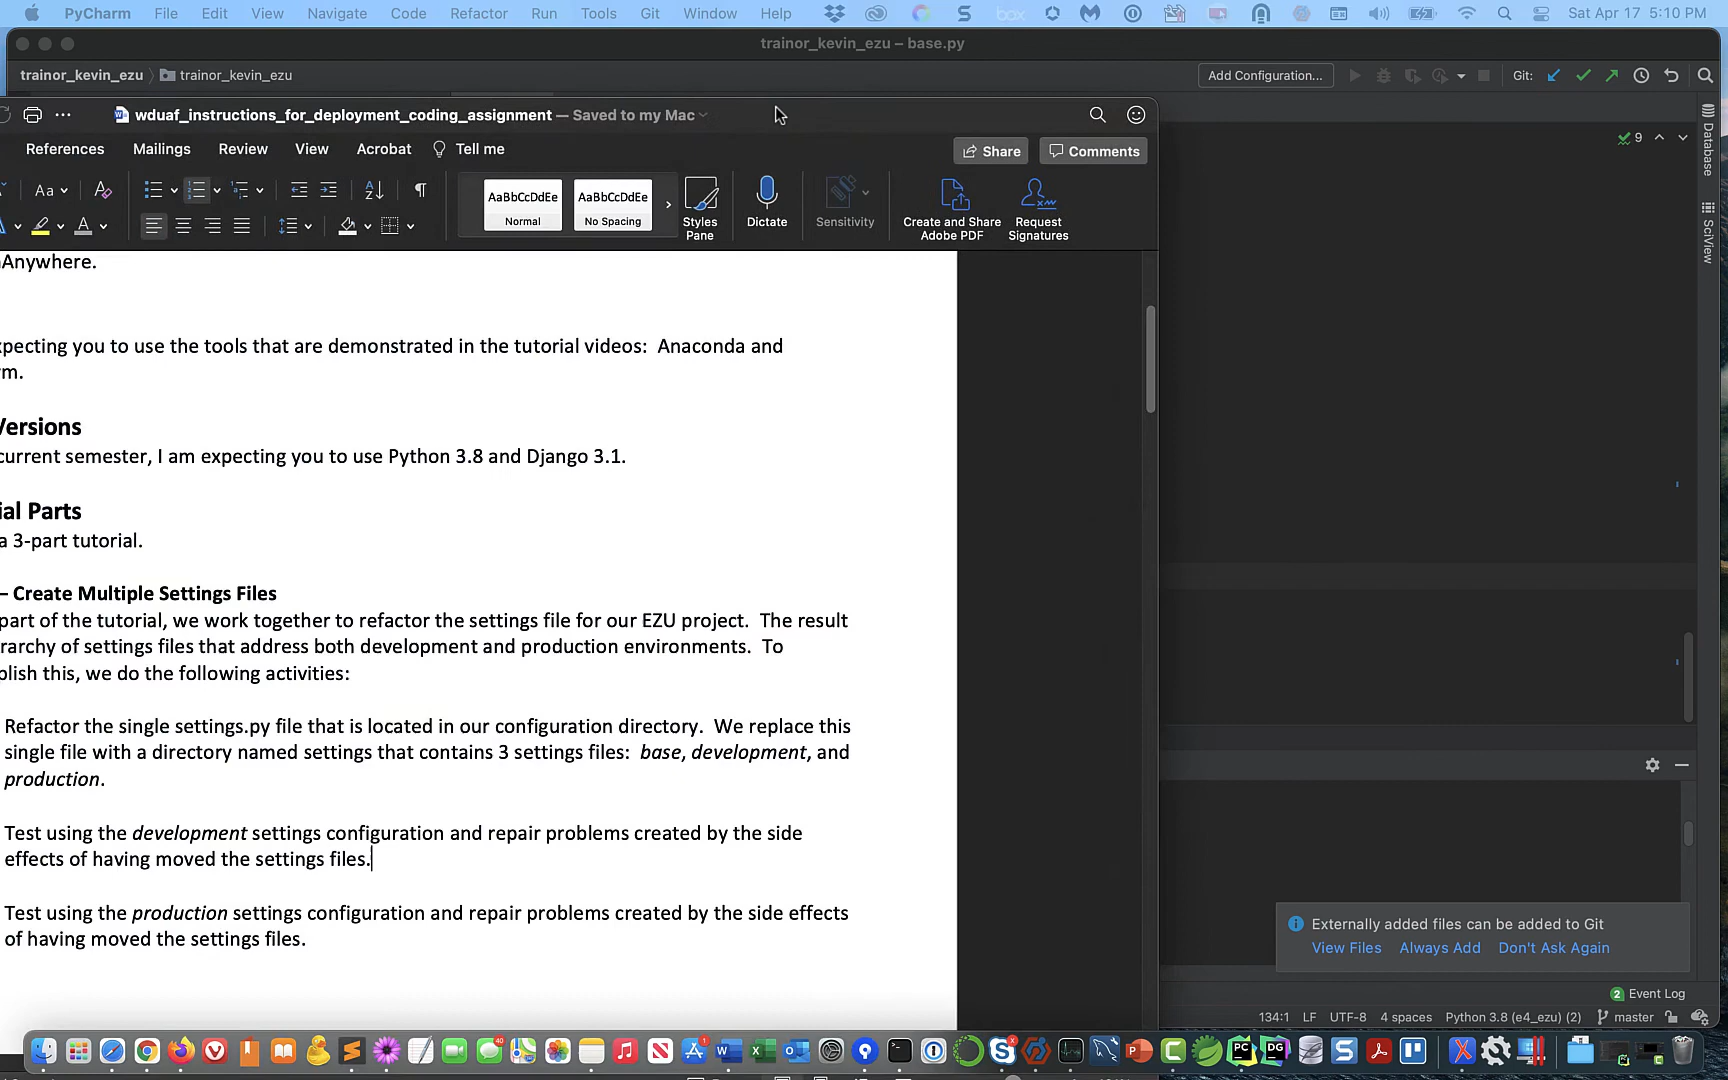 PyCharm File Edit View Navigate Code Refactor Run Tools Git Window Help box Sat Apr 17 5:10 PM
trainor_kevin_ezu – base.py
trainor_kevin_ezu trainor_kevin_ezu Add Configuration... Git:
wduaf_instructions_for_deployment_coding_assignment — Saved to my Mac
References Mailings Review View Acrobat Tell me Share Comments
Aa AaBbCcDdEe AaBbCcDdEe
Normal No Spacing Styles Pane Dictate Sensitivity Create and Share Adobe PDF Request Signatures
9
Database
SciView
Anywhere.
xpecting you to use the tools that are demonstrated in the tutorial videos: Anaconda and
rm.
Versions
current semester, I am expecting you to use Python 3.8 and Django 3.1.
ial Parts
a 3-part tutorial.
– Create Multiple Settings Files
part of the tutorial, we work together to refactor the settings file for our EZU project. The result
rarchy of settings files that address both development and production environments. To
plish this, we do the following activities:
Refactor the single settings.py file that is located in our configuration directory. We replace this
single file with a directory named settings that contains 3 settings files: base, development, and
production.
Test using the development settings configuration and repair problems created by the side
effects of having moved the settings files.
Test using the production settings configuration and repair problems created by the side effects
of having moved the settings files.
Externally added files can be added to Git
View Files Always Add Don't Ask Again
2 Event Log
134:1 LF UTF-8 4 spaces Python 3.8 (e4_ezu) (2) master